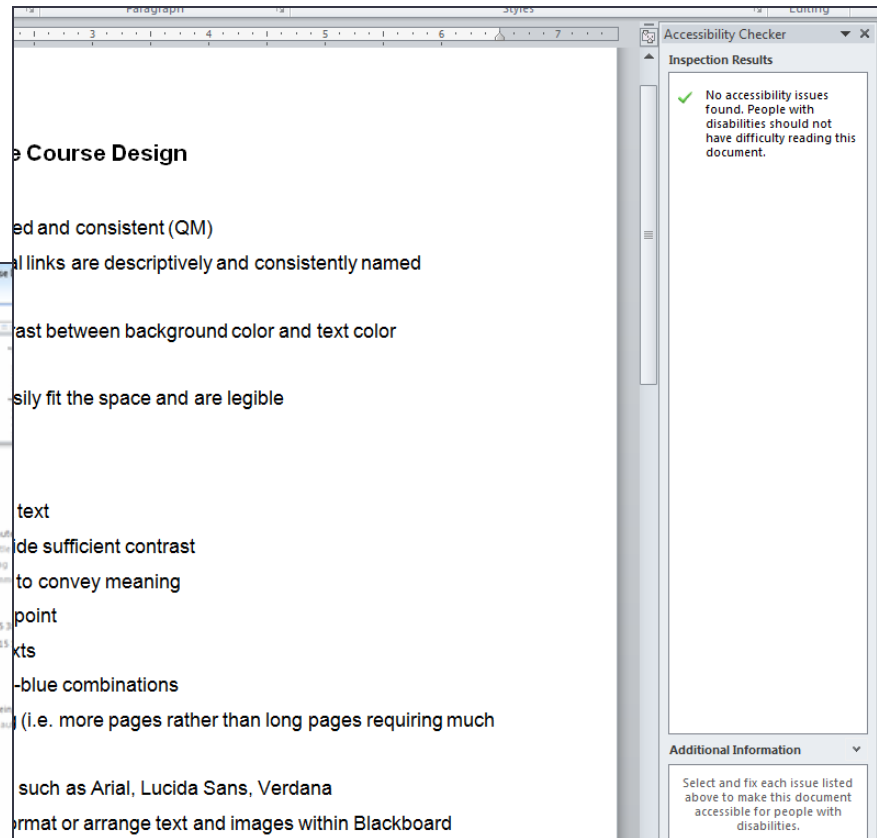 Paragraph Styles Editing
3 4 5 6 7
Accessibility Checker
Inspection Results
No accessibility issues
found. People with
disabilities should not
have difficulty reading this
document.
e Course Design
ed and consistent (QM)
al links are descriptively and consistently named
rast between background color and text color
sily fit the space and are legible
text
ide sufficient contrast
to convey meaning
point
xts
-blue combinations
g (i.e. more pages rather than long pages requiring much
such as Arial, Lucida Sans, Verdana
ormat or arrange text and images within Blackboard
Additional Information
Select and fix each issue listed
above to make this document
accessible for people with
disabilities.